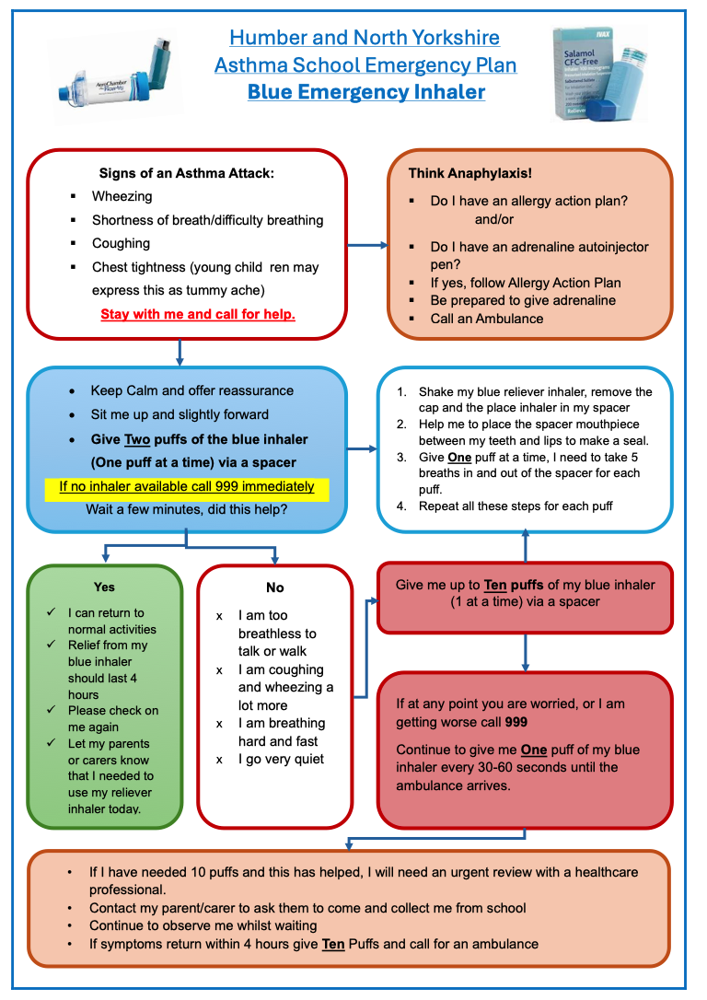 Humber and North Yorkshire
Asthma School Emergency Plan
Blue Emergency Inhaler
AeroChamber
IVAX
Salamol
CFC-Free
Reliever
Signs of an Asthma Attack:
▪ Wheezing
▪ Shortness of breath/difficulty breathing
▪ Coughing
▪ Chest tightness (young child  ren may
express this as tummy ache)
Stay with me and call for help.
Think Anaphylaxis!
▪ Do I have an allergy action plan?
and/or
▪ Do I have an adrenaline autoinjector
pen?
▪ If yes, follow Allergy Action Plan
▪ Be prepared to give adrenaline
▪ Call an Ambulance
• Keep Calm and offer reassurance
• Sit me up and slightly forward
• Give Two puffs of the blue inhaler
(One puff at a time) via a spacer
If no inhaler available call 999 immediately
Wait a few minutes, did this help?
1. Shake my blue reliever inhaler, remove the
cap and the place inhaler in my spacer
2. Help me to place the spacer mouthpiece
between my teeth and lips to make a seal.
3. Give One puff at a time, I need to take 5
breaths in and out of the spacer for each
puff.
4. Repeat all these steps for each puff
Yes
✓ I can return to
normal activities
✓ Relief from my
blue inhaler
should last 4
hours
✓ Please check on
me again
✓ Let my parents
or carers know
that I needed to
use my reliever
inhaler today.
No
x I am too
breathless to
talk or walk
x I am coughing
and wheezing a
lot more
x I am breathing
hard and fast
x I go very quiet
Give me up to Ten puffs of my blue inhaler
(1 at a time) via a spacer
If at any point you are worried, or I am
getting worse call 999
Continue to give me One puff of my blue
inhaler every 30-60 seconds until the
ambulance arrives.
• If I have needed 10 puffs and this has helped, I will need an urgent review with a healthcare
professional.
• Contact my parent/carer to ask them to come and collect me from school
• Continue to observe me whilst waiting
• If symptoms return within 4 hours give Ten Puffs and call for an ambulance